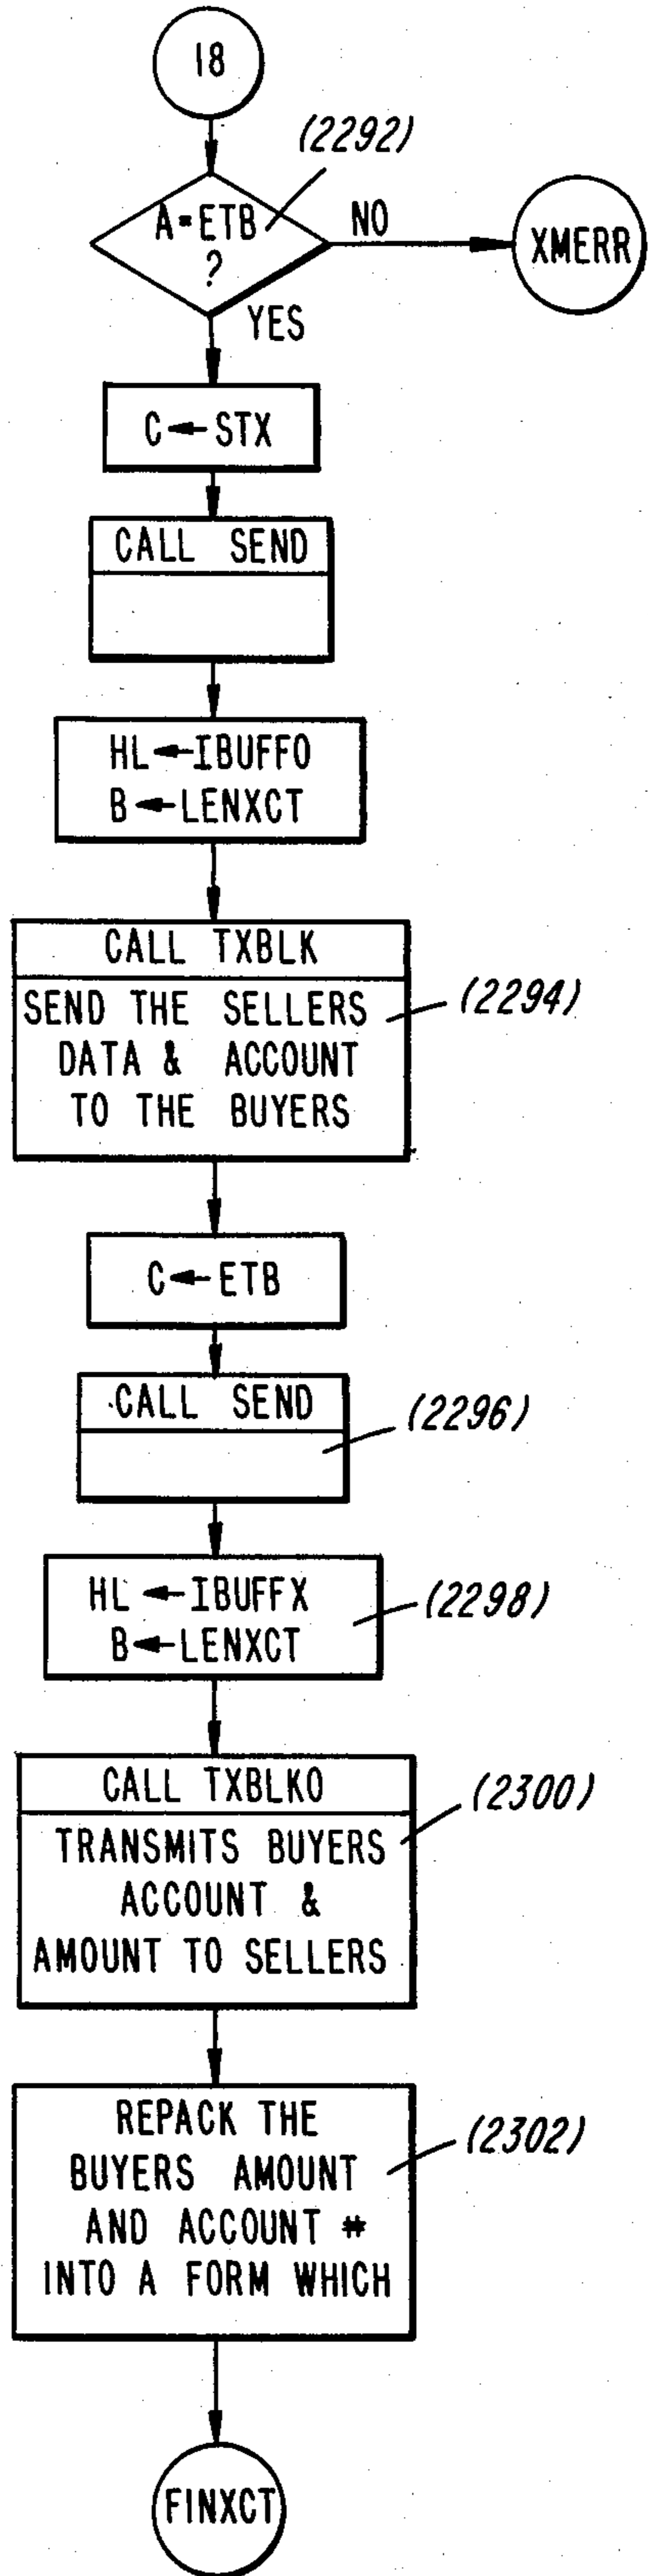 18
(2292)
A=ETB
?
NO
XMERR
YES
C←STX
CALL SEND
HL←IBUFFO
B←LENXCT
CALL TXBLK
SEND THE SELLERS
DATA & ACCOUNT
TO THE BUYERS
(2294)
C←ETB
CALL SEND
(2296)
HL←IBUFFX
B←LENXCT
(2298)
CALL TXBLKO
(2300)
TRANSMITS BUYERS
ACCOUNT &
AMOUNT TO SELLERS
REPACK THE
BUYERS AMOUNT
AND ACCOUNT #
INTO A FORM WHICH
(2302)
FINXCT